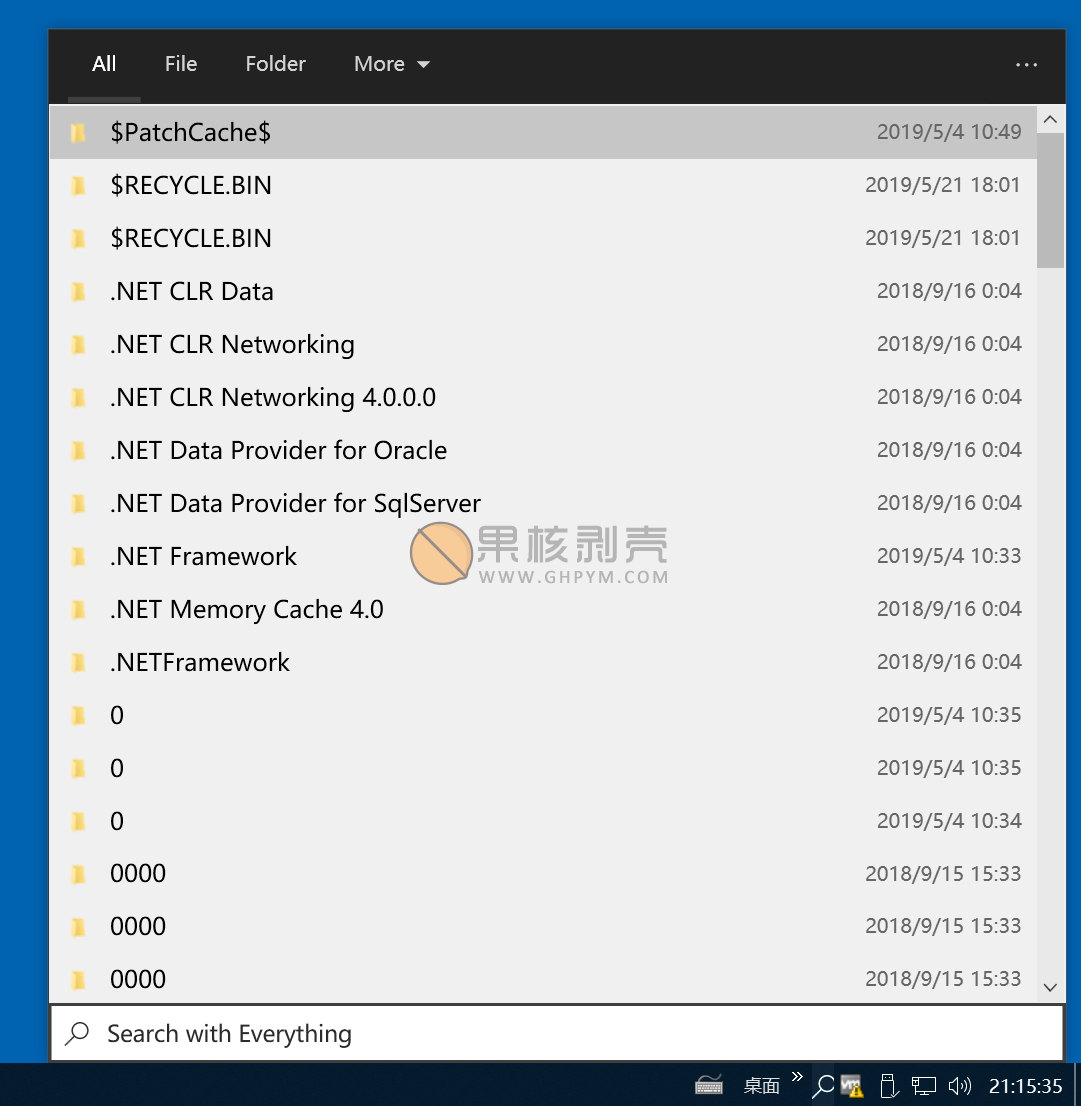 All File Folder More
$PatchCache$ 2019/5/4 10:49
$RECYCLE.BIN 2019/5/21 18:01
$RECYCLE.BIN 2019/5/21 18:01
.NET CLR Data 2018/9/16 0:04
.NET CLR Networking 2018/9/16 0:04
.NET CLR Networking 4.0.0.0 2018/9/16 0:04
.NET Data Provider for Oracle 2018/9/16 0:04
.NET Data Provider for SqlServer 2018/9/16 0:04
果核剥壳
WWW.GHPYM.COM
.NET Framework 2019/5/4 10:33
.NET Memory Cache 4.0 2018/9/16 0:04
.NETFramework 2018/9/16 0:04
0 2019/5/4 10:35
0 2019/5/4 10:35
0 2019/5/4 10:34
0000 2018/9/15 15:33
0000 2018/9/15 15:33
0000 2018/9/15 15:33
Search with Everything
桌面 21:15:35